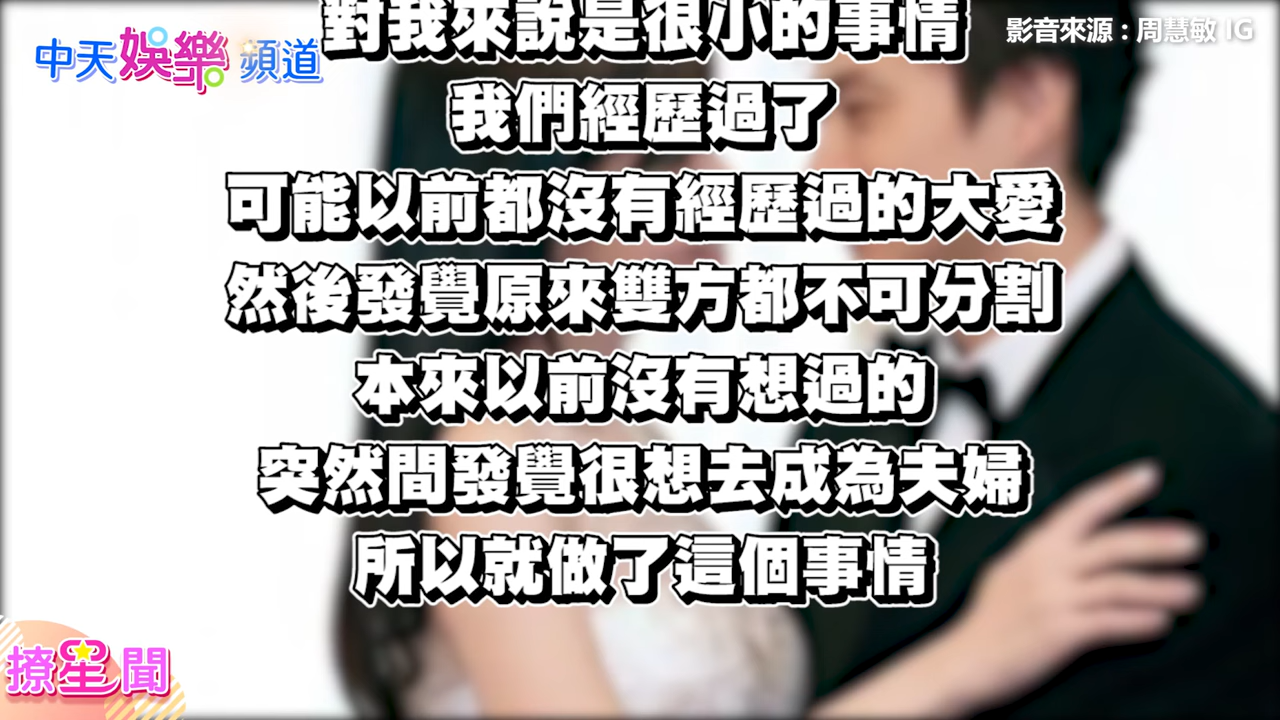 對我來說是很小的事情
中天娛樂頻道
影音來源：周慧敏 IG
我們經歷過了
可能以前都沒有經歷過的大愛
然後發覺原來雙方都不可分割
本來以前沒有想過的
突然間發覺很想去成為夫婦
所以就做了這個事情
撩星聞